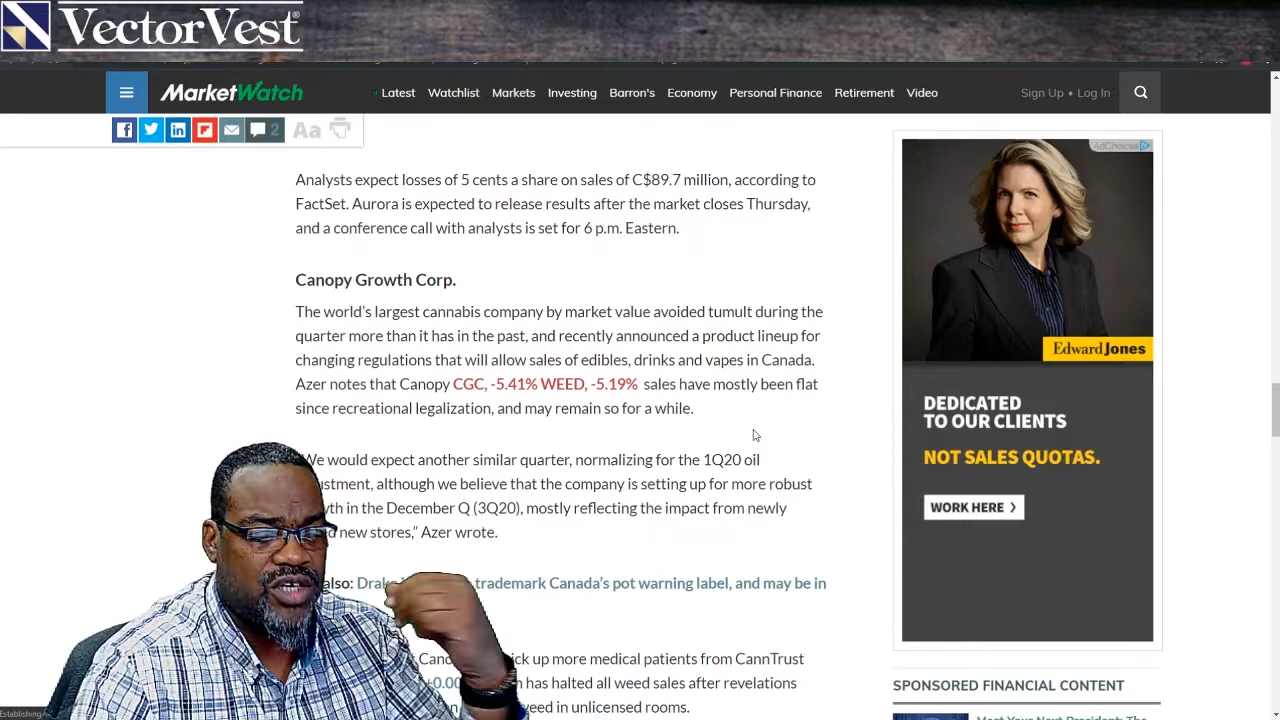 VectorVest®
MarketWatch
Latest Watchlist Markets Investing Barron's Economy Personal Finance Retirement Video
Sign Up • Log In
2
Aa
Analysts expect losses of 5 cents a share on sales of C$89.7 million, according to
FactSet. Aurora is expected to release results after the market closes Thursday,
and a conference call with analysts is set for 6 p.m. Eastern.
Canopy Growth Corp.
The world's largest cannabis company by market value avoided tumult during the
quarter more than it has in the past, and recently announced a product lineup for
changing regulations that will allow sales of edibles, drinks and vapes in Canada.
Azer notes that Canopy CGC, -5.41% WEED, -5.19% sales have mostly been flat
since recreational legalization, and may remain so for a while.
We would expect another similar quarter, normalizing for the 1Q20 oil
although we believe that the company is setting up for more robust
in the December Q (3Q20), mostly reflecting the impact from newly
new stores,” Azer wrote.
also: Drake trademark Canada's pot warning label, and may be in
up more medical patients from CannTrust
has halted all weed sales after revelations
in unlicensed rooms.
AdChoices
Edward Jones
DEDICATED
TO OUR CLIENTS
NOT SALES QUOTAS.
WORK HERE >
SPONSORED FINANCIAL CONTENT
Meet Your Next President: The
Establishing